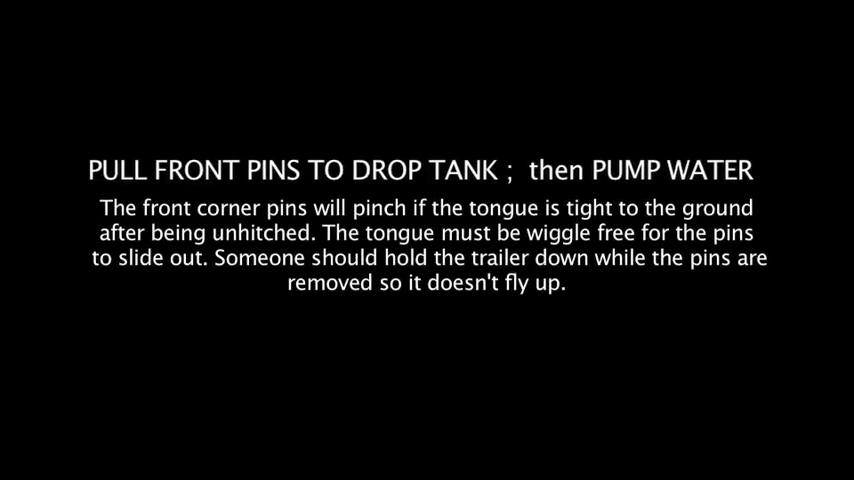 PULL FRONT PINS TO DROP TANK ; then PUMP WATER
The front corner pins will pinch if the tongue is tight to the ground
after being unhitched. The tongue must be wiggle free for the pins
to slide out. Someone should hold the trailer down while the pins are
removed so it doesn't fly up.